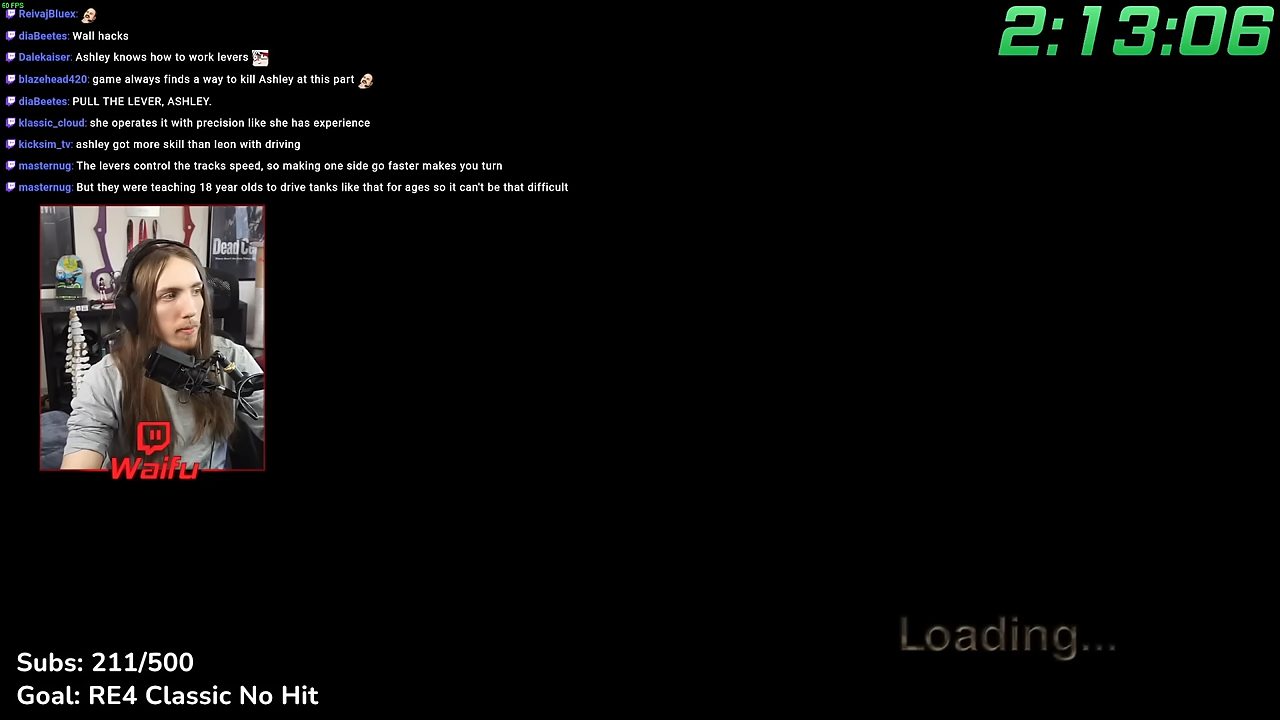 60 FPS
ReivajBluex:
diaBeetes: Wall hacks
Dalekaiser: Ashley knows how to work levers
blazehead420: game always finds a way to kill Ashley at this part
diaBeetes: PULL THE LEVER, ASHLEY.
klassic_cloud: she operates it with precision like she has experience
kicksim_tv: ashley got more skill than leon with driving
masternug: The levers control the tracks speed, so making one side go faster makes you turn
masternug: But they were teaching 18 year olds to drive tanks like that for ages so it can't be that difficult
2:13:06
Waifu
Loading...
Subs: 211/500
Goal: RE4 Classic No Hit